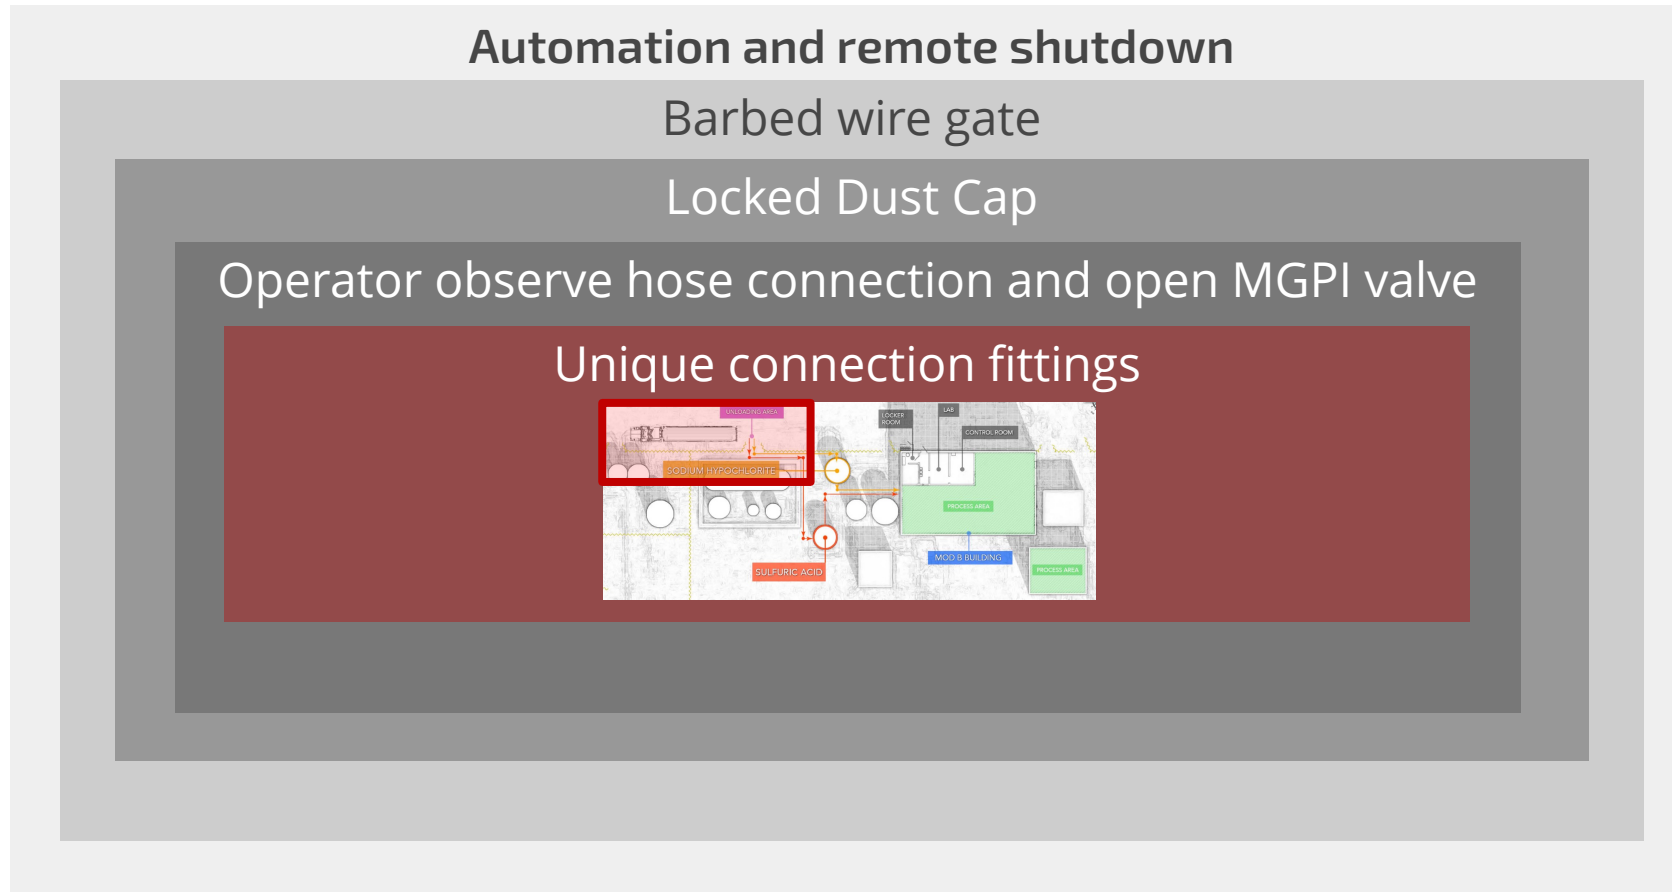 Automation and remote shutdown
Barbed wire gate
Locked Dust Cap
Operator observe hose connection and open MGPI valve
Unique connection fittings
UNLOADING AREA
LOCKER
ROOM
LAB
CONTROL ROOM
SODIUM HYPOGHLORITE
PROCESS AREA
MOD B BUILDING
SULFURIC ACID
PROCESS AREA